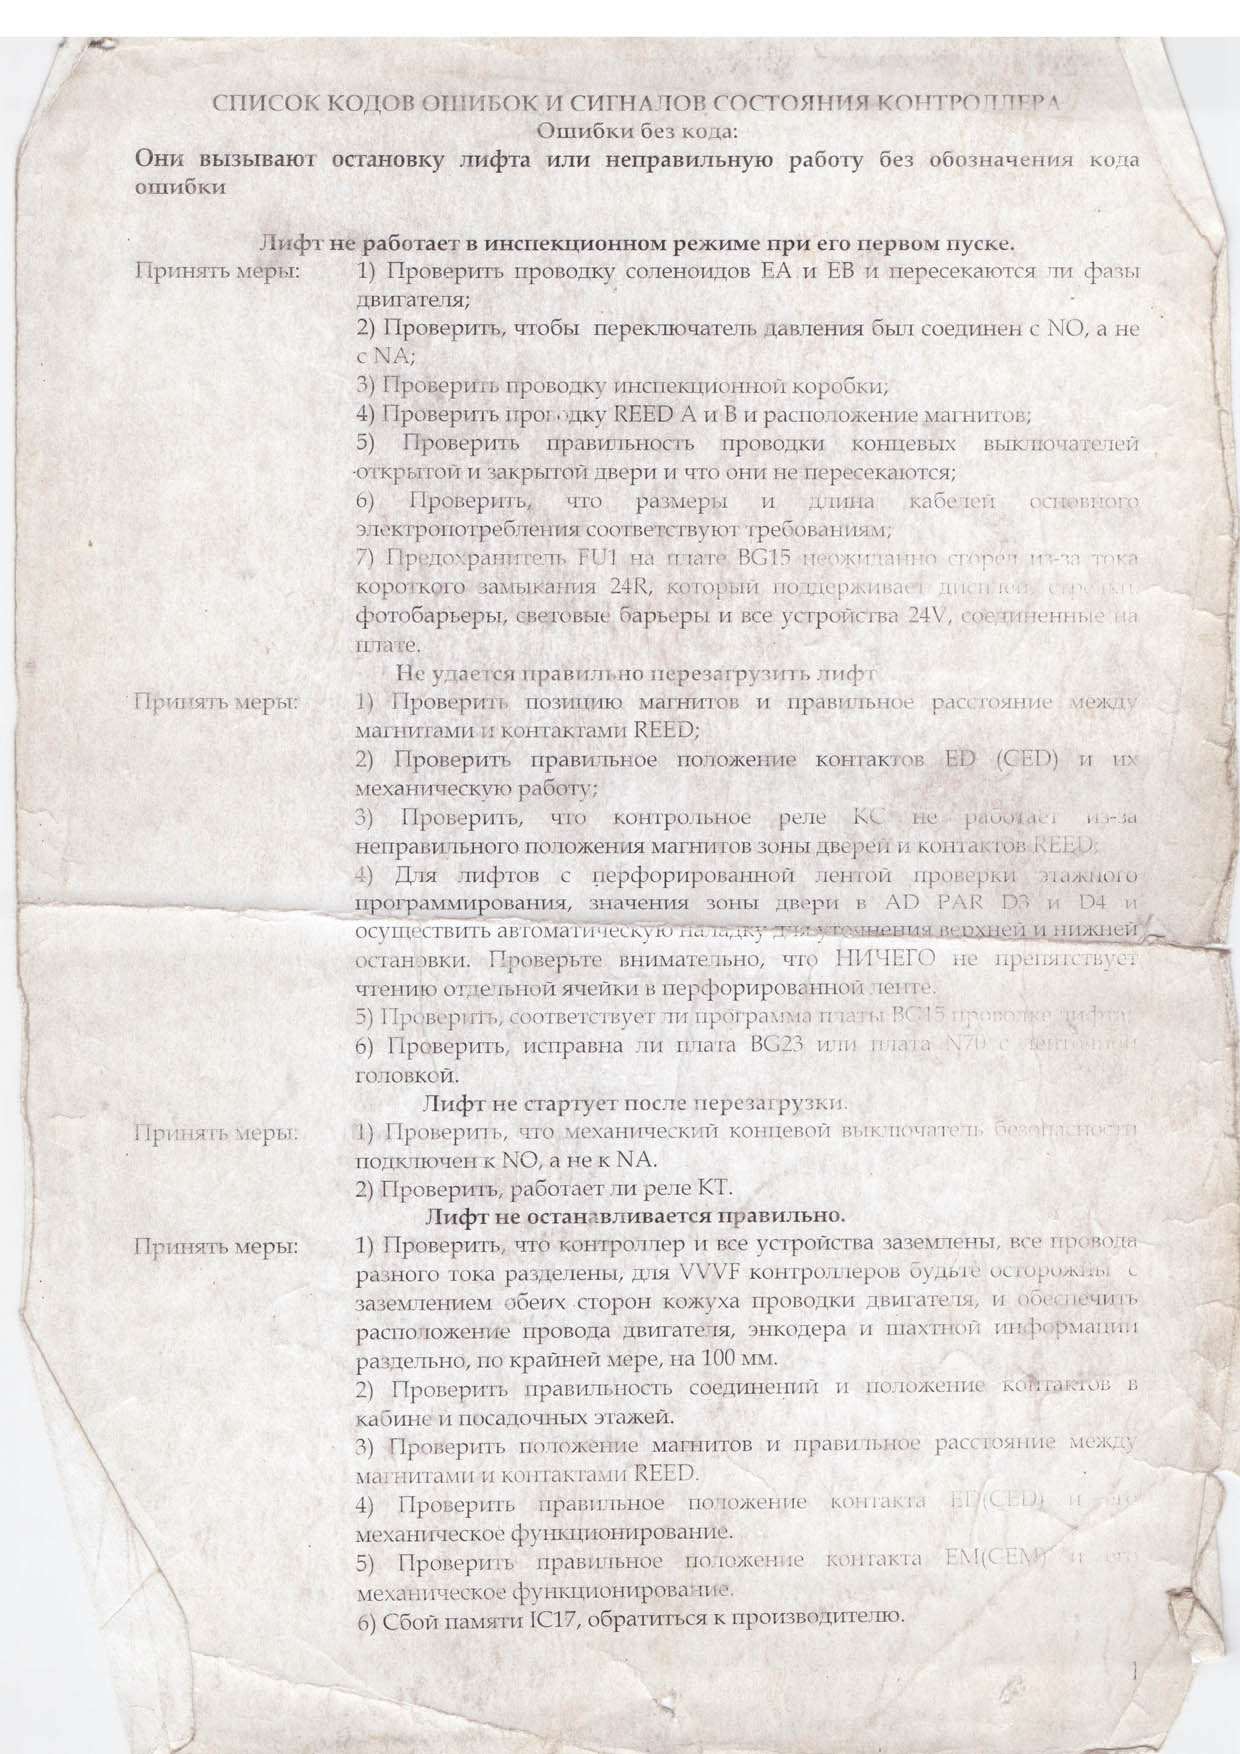 СПИСОК КОДОВ ОШИБОК И СИГНАЛОВ СОСТОЯНИЯ КОНТРОЛЛЕРА
Ошибки без кода:
Они вызывают остановку лифта или неправильную работу без обозначения кода
ошибки
Лифт не работает в инспекционном режиме при его первом пуске.
Принять меры: 1) Проверить проводку соленоидов EA и EB и пересекаются ли фазы
двигателя;
2) Проверить, чтобы переключатель давления был соединен с NO, а не
с NA;
3) Проверить проводку инспекционной коробки;
4) Проверить проводку REED A и B и расположение магнитов;
5) Проверить правильность проводки концевых выключателей
открытой и закрытой двери и что они не пересекаются;
6) Проверить, что размеры и длина кабелей основного
электропотребления соответствуют требованиям;
7) Предохранитель FU1 на плате BG15 неожиданно сгорел из-за тока
короткого замыкания 24R, который поддерживает дисплей, стрелки,
фотобарьеры, световые барьеры и все устройства 24V, соединенные на
плате.
Не удается правильно перезагрузить лифт
Принять меры: 1) Проверить позицию магнитов и правильное расстояние между
магнитами и контактами REED;
2) Проверить правильное положение контактов ED (CED) и их
механическую работу;
3) Проверить, что контрольное реле KC не работает из-за
неправильного положения магнитов зоны дверей и контактов REED;
4) Для лифтов с перфорированной лентой проверки этажного
программирования, значения зоны двери в AD PAR D3 и D4 и
осуществить автоматическую наладку для уточнения верхней и нижней
остановки. Проверьте внимательно, что НИЧЕГО не препятствует
чтению отдельной ячейки в перфорированной ленте.
5) Проверить, соответствует ли программа платы BG15 проводке лифта;
6) Проверить, исправна ли плата BG23 или плата N70 с ленточной
головкой.
Лифт не стартует после перезагрузки.
Принять меры: 1) Проверить, что механический концевой выключатель безопасности
подключен к NO, а не к NA.
2) Проверить, работает ли реле KT.
Лифт не останавливается правильно.
Принять меры: 1) Проверить, что контроллер и все устройства заземлены, все провода
разного тока разделены, для VVVF контроллеров будьте осторожны с
заземлением обеих сторон кожуха проводки двигателя, и обеспечить
расположение провода двигателя, энкодера и шахтной информации
раздельно, по крайней мере, на 100 мм.
2) Проверить правильность соединений и положение контактов в
кабине и посадочных этажей.
3) Проверить положение магнитов и правильное расстояние между
магнитами и контактами REED.
4) Проверить правильное положение контакта ED(CED) и его
механическое функционирование.
5) Проверить правильное положение контакта EM(CEM) и его
механическое функционирование.
6) Сбой памяти IC17, обратиться к производителю.
1